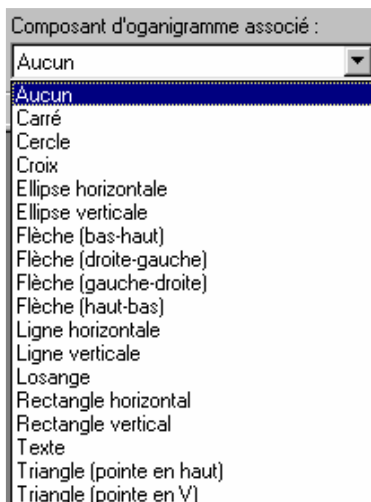 Composant d'oganigramme associé :
Aucun
Aucun
Carré
Cercle
Croix
Ellipse horizontale
Ellipse verticale
Flèche (bas-haut)
Flèche (droite-gauche)
Flèche (gauche-droite)
Flèche (haut-bas)
Ligne horizontale
Ligne verticale
Losange
Rectangle horizontal
Rectangle vertical
Texte
Triangle (pointe en haut)
Triangle (pointe en V)